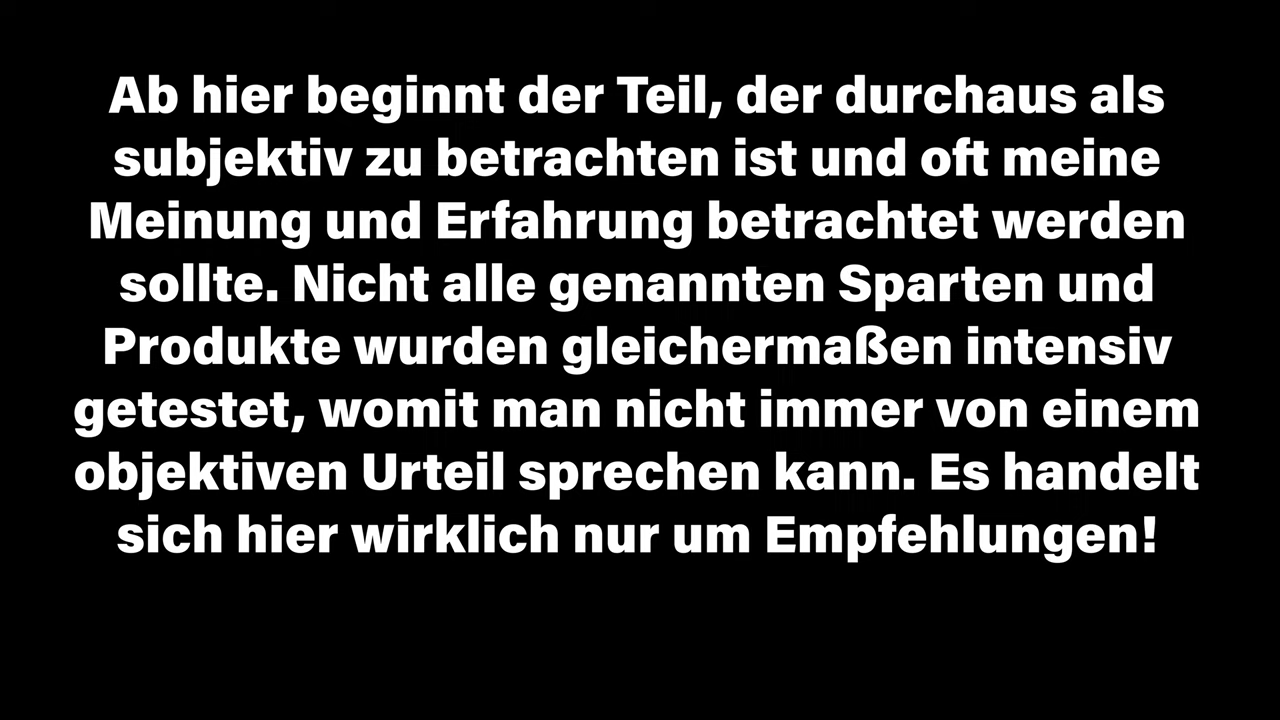 Ab hier beginnt der Teil, der durchaus als
subjektiv zu betrachten ist und oft meine
Meinung und Erfahrung betrachtet werden
sollte. Nicht alle genannten Sparten und
Produkte wurden gleichermaßen intensiv
getestet, womit man nicht immer von einem
objektiven Urteil sprechen kann. Es handelt
sich hier wirklich nur um Empfehlungen!